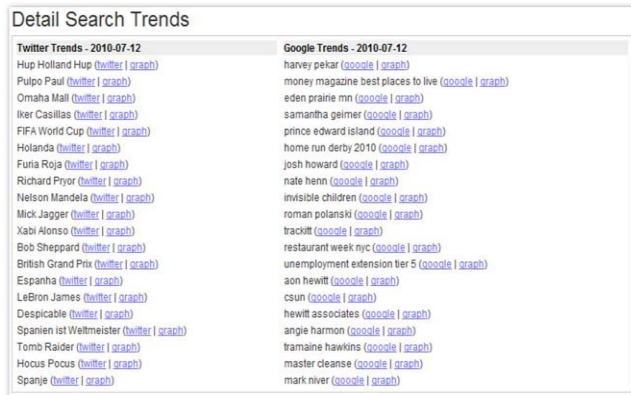 Detail Search Trends
Twitter Trends - 2010-07-12
Hup Holland Hup (twitter | graph)
Pulpo Paul (twitter | graph)
Omaha Mall (twitter | graph)
Iker Casillas (twitter | graph)
FIFA World Cup (twitter | graph)
Holanda (twitter | graph)
Furia Roja (twitter | graph)
Richard Pryor (twitter | graph)
Nelson Mandela (twitter | graph)
Mick Jagger (twitter | graph)
Xabi Alonso (twitter | graph)
Bob Sheppard (twitter | graph)
British Grand Prix (twitter | graph)
Espanha (twitter | graph)
LeBron James (twitter | graph)
Despicable (twitter | graph)
Spanien ist Weltmeister (twitter | graph)
Tomb Raider (twitter | graph)
Hocus Pocus (twitter | graph)
Spanje (twitter | graph)
Google Trends - 2010-07-12
harvey pekar (google | graph)
money magazine best places to live (google | graph)
eden prairie mn (google | graph)
samantha geimer (google | graph)
prince edward island (google | graph)
home run derby 2010 (google | graph)
josh howard (google | graph)
nate henn (google | graph)
invisible children (google | graph)
roman polanski (google | graph)
trackitt (google | graph)
restaurant week nyc (google | graph)
unemployment extension tier 5 (google | graph)
aon hewitt (google | graph)
csun (google | graph)
hewitt associates (google | graph)
angie harmon (google | graph)
tramaine hawkins (google | graph)
master cleanse (google | graph)
mark niver (google | graph)